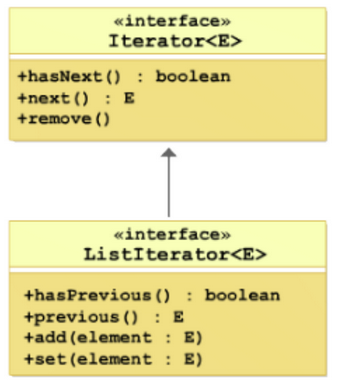 «interface»
Iterator<E>
+hasNext() : boolean
+next() : E
+remove()
«interface»
ListIterator<E>
+hasPrevious() : boolean
+previous() : E
+add(element : E)
+set(element : E)